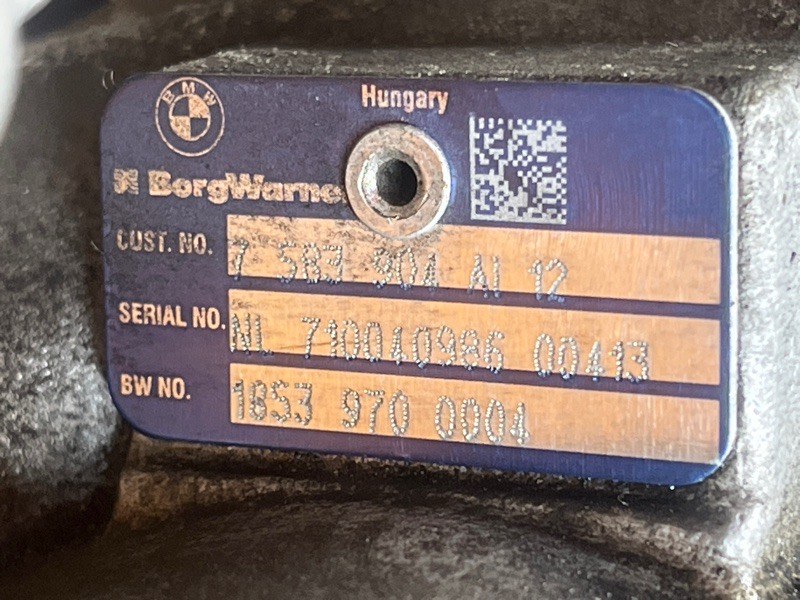 BMW
Hungary
BorgWarne
CUST. NO. 7 583 904 AI 12
SERIAL NO. NL 710040986 00413
BW NO. 1853 970 0004